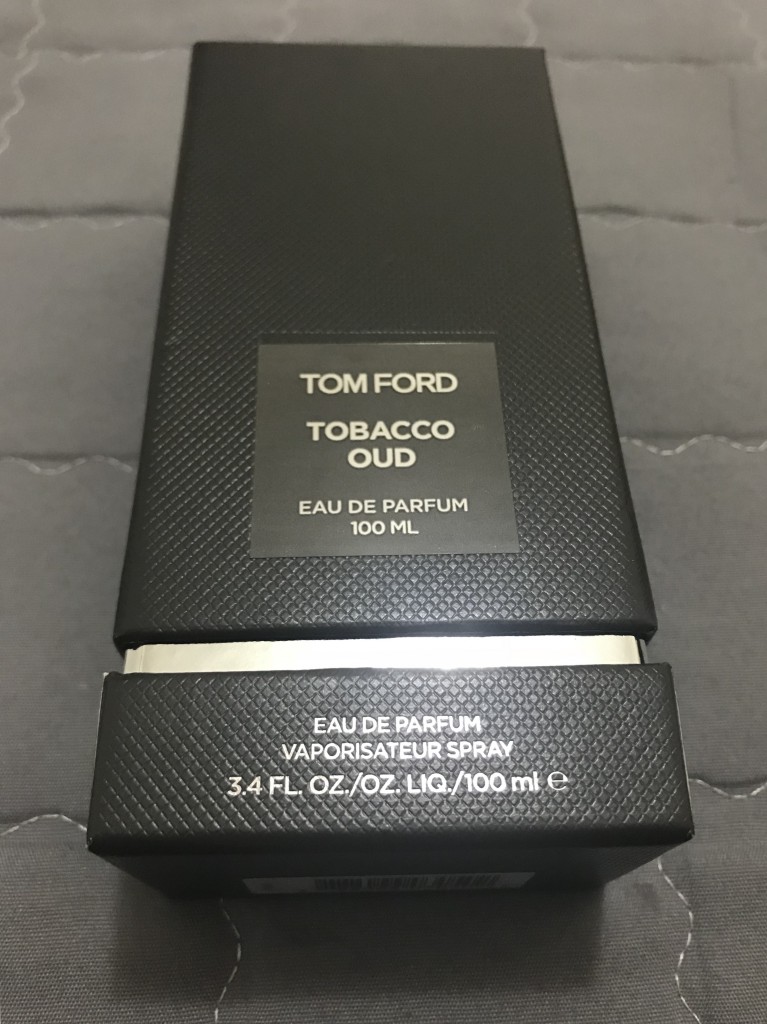 TOM FORD
TOBACCO
OUD
EAU DE PARFUM
100 ML
EAU DE PARFUM
VAPORISATEUR SPRAY
3.4 FL. OZ./OZ. LIQ./100 ml ℮